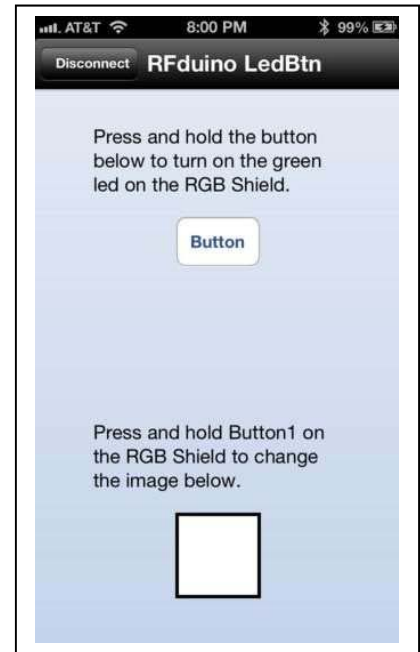 AT&T 8:00 PM 99%
Disconnect RFduino LedBtn
Press and hold the button
below to turn on the green
led on the RGB Shield.
Button
Press and hold Button1 on
the RGB Shield to change
the image below.